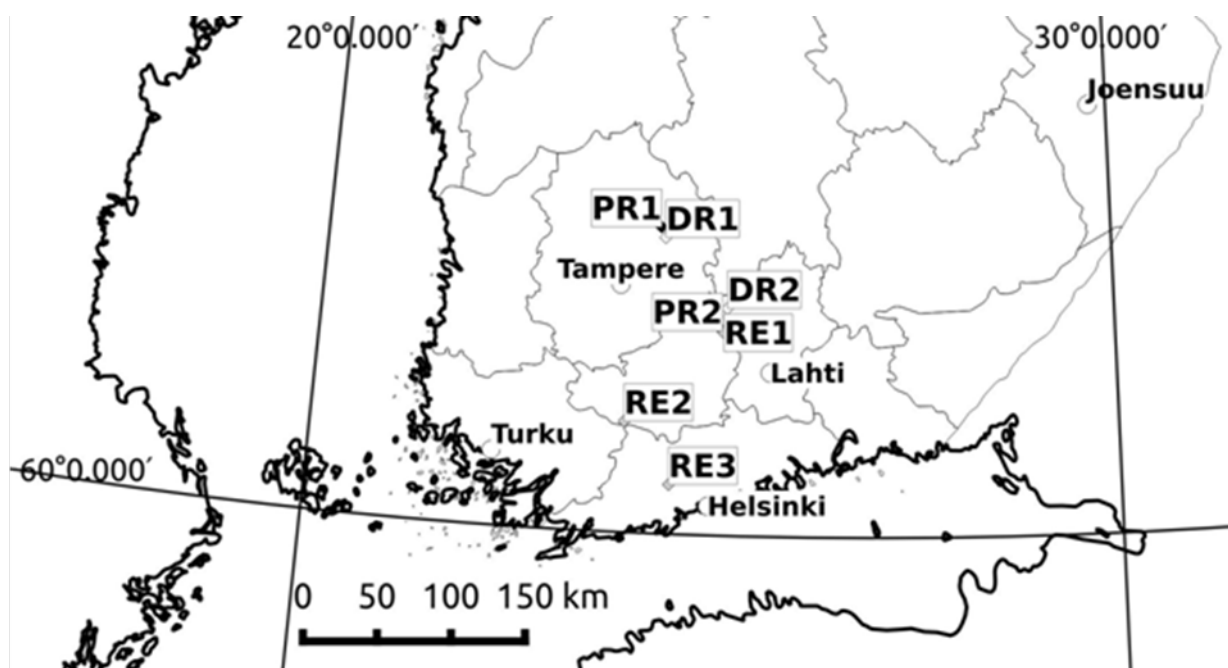 20°0.000′
30°0.000′
Joensuu
PR1
DR1
Tampere
DR2
PR2
RE1
Lahti
RE2
Turku
RE3
60°0.000′
Helsinki
0 50 100 150 km